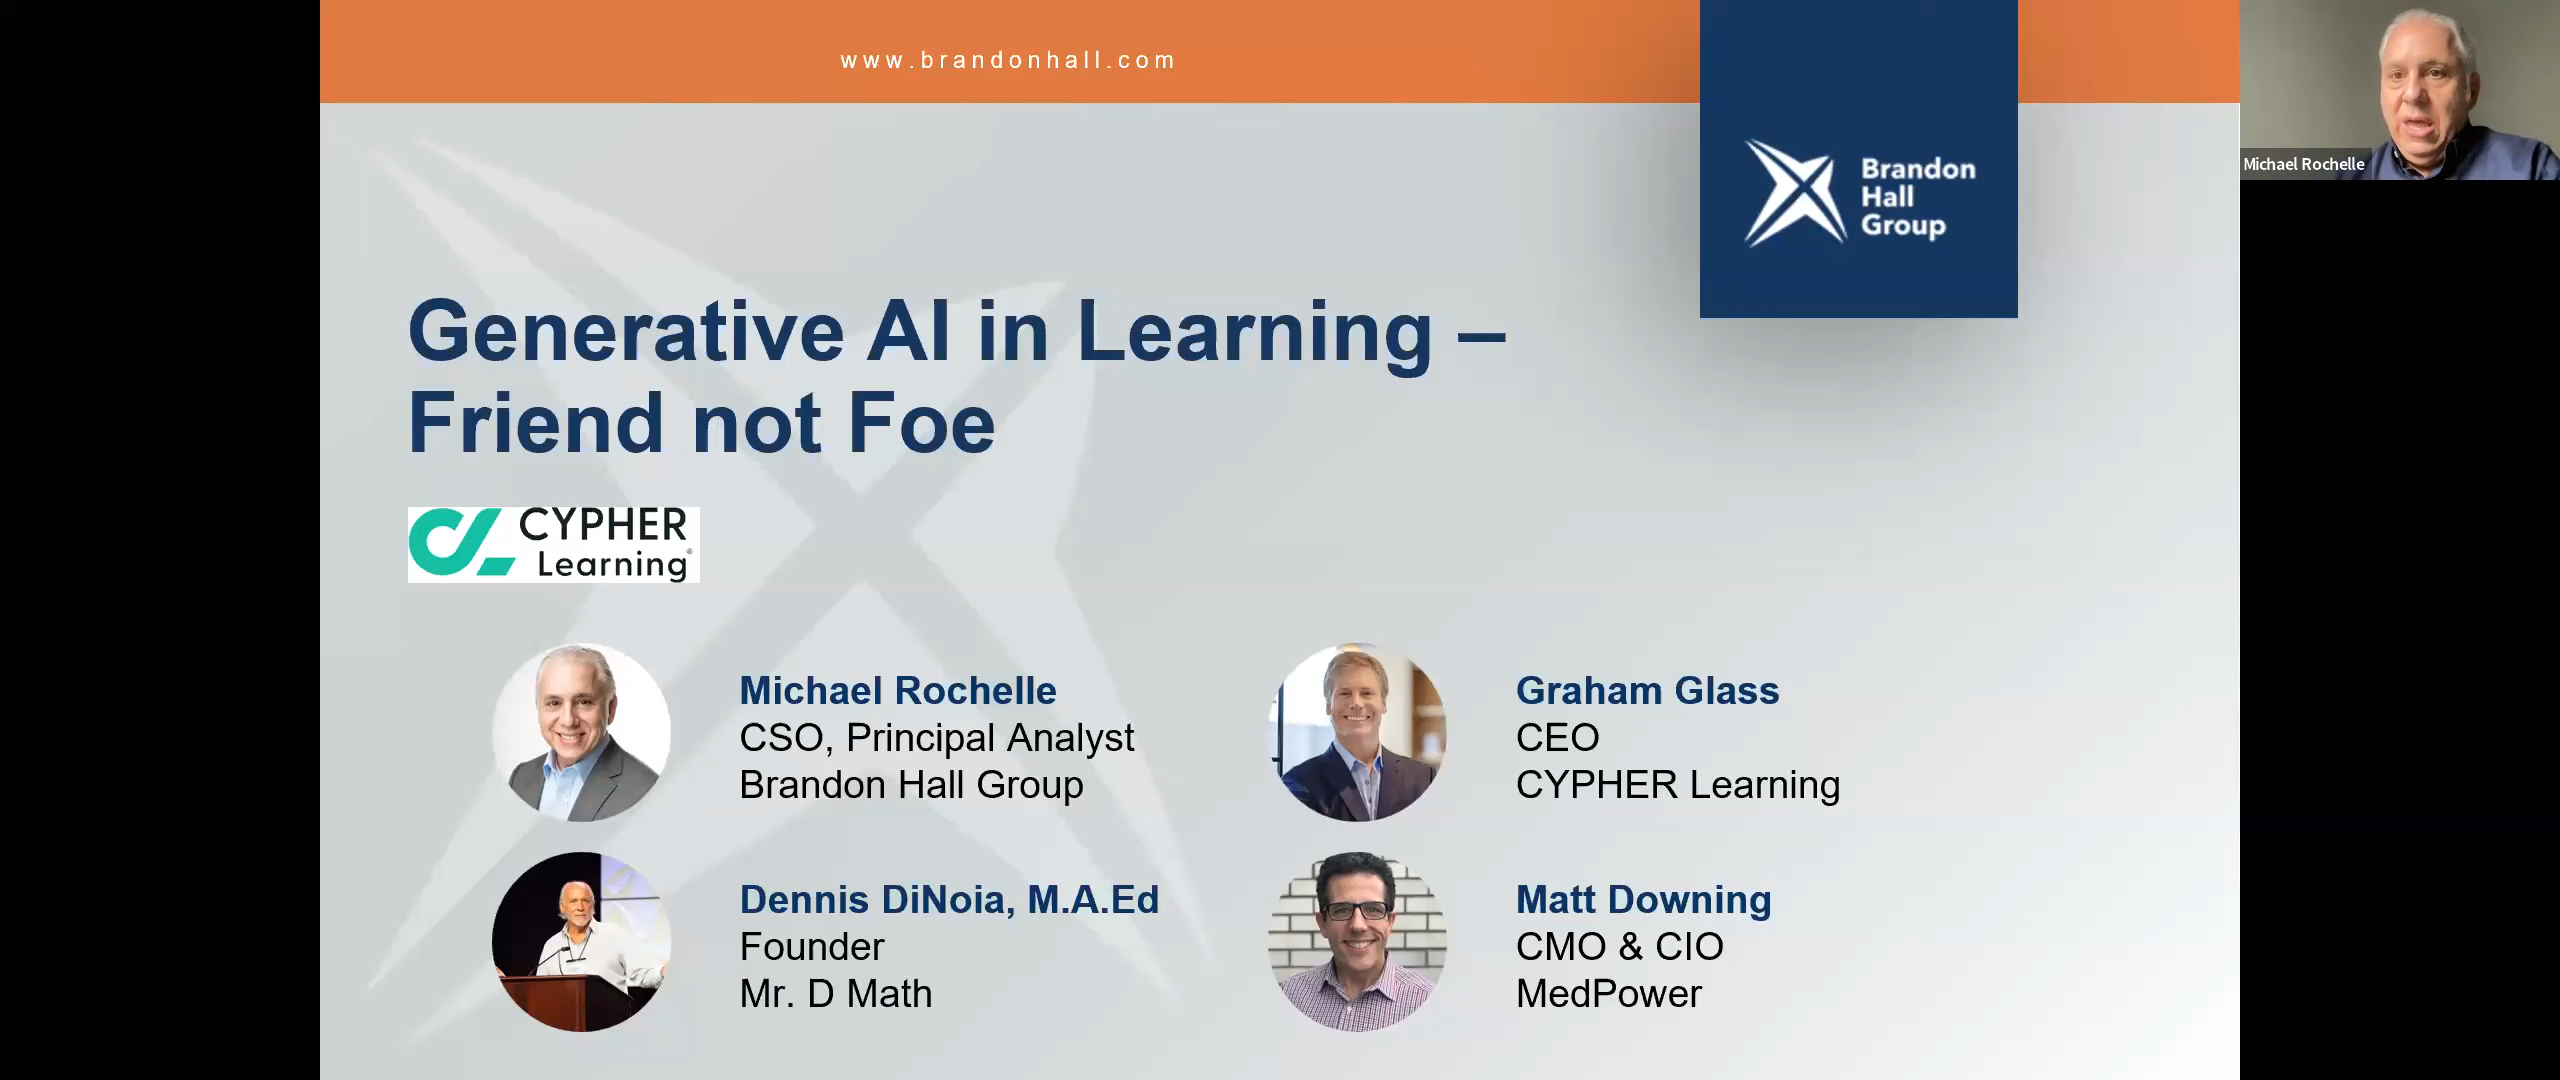 www.brandonhall.com
Michael Rochelle
Brandon
Hall
Group
Generative AI in Learning –
Friend not Foe
CYPHER
Learning®
Michael Rochelle
CSO, Principal Analyst
Brandon Hall Group
Graham Glass
CEO
CYPHER Learning
Dennis DiNoia, M.A.Ed
Founder
Mr. D Math
Matt Downing
CMO & CIO
MedPower